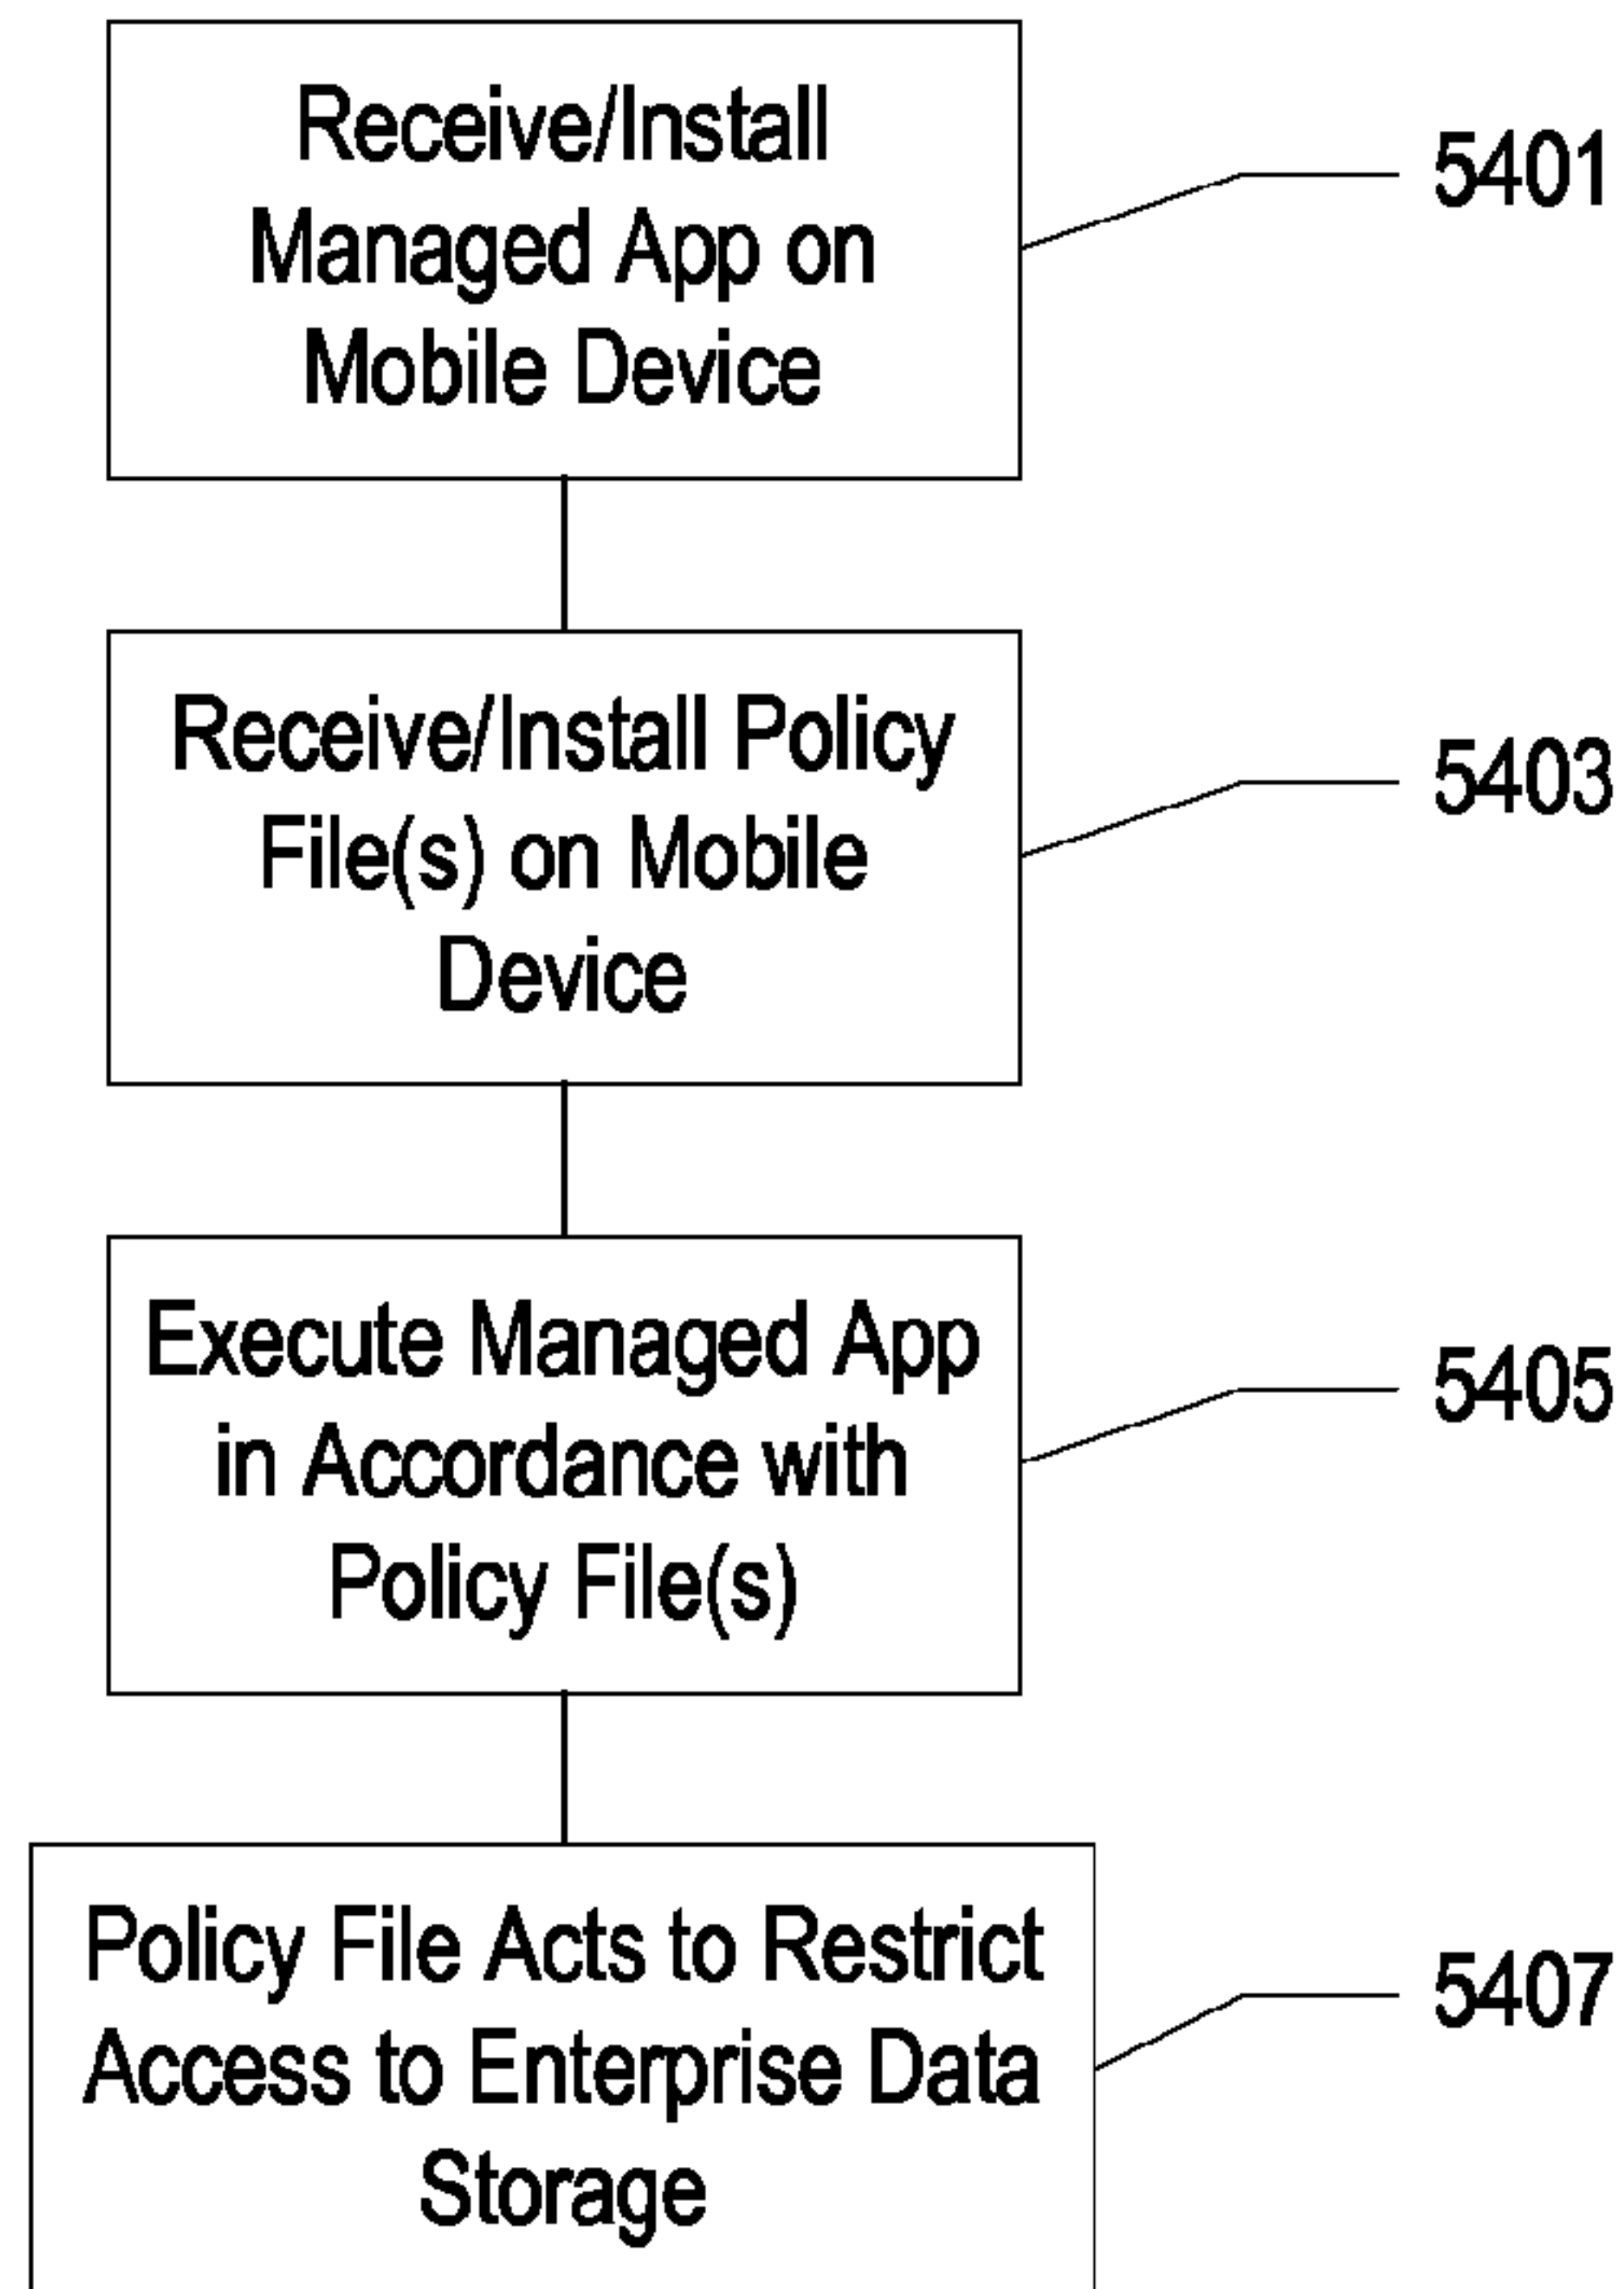 Receive/Install
Managed App on
Mobile Device
5401
Receive/Install Policy
File(s) on Mobile
Device
5403
Execute Managed App
in Accordance with
Policy File(s)
5405
Policy File Acts to Restrict
Access to Enterprise Data
Storage
5407